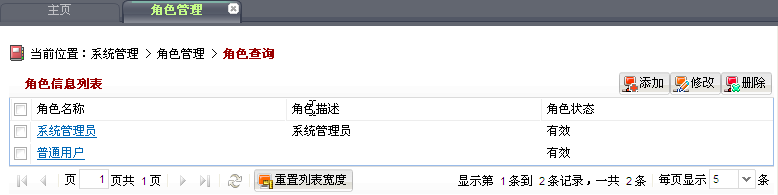 主页 角色管理
当前位置：系统管理 > 角色管理 > 角色查询
角色信息列表 添加 修改 删除
角色名称 角色描述 角色状态
系统管理员 系统管理员 有效
普通用户 有效
页 1 页共 1 页 重置列表宽度 显示第 1条到 2条记录，一共 2条 每页显示 5 条